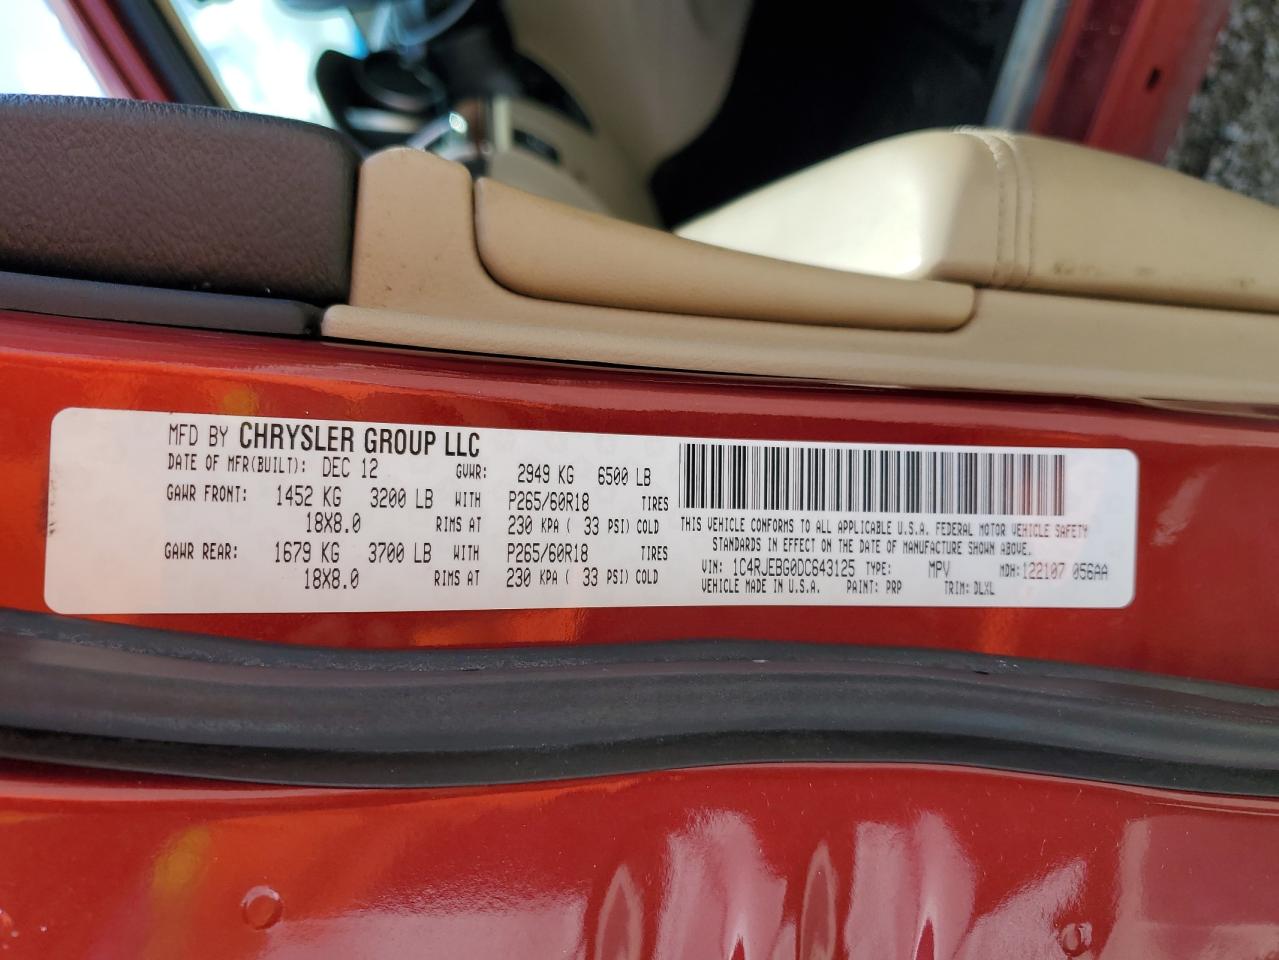 MFD BY CHRYSLER GROUP LLC
DATE OF MFR(BUILT): DEC 12 GVWR: 2949 KG 6500 LB
GAWR FRONT: 1452 KG 3200 LB WITH P265/60R18 TIRES
18X8.0 RIMS AT 230 KPA ( 33 PSI) COLD
GAWR REAR: 1679 KG 3700 LB WITH P265/60R18 TIRES
18X8.0 RIMS AT 230 KPA ( 33 PSI) COLD
THIS VEHICLE CONFORMS TO ALL APPLICABLE U.S.A. FEDERAL MOTOR VEHICLE SAFETY
STANDARDS IN EFFECT ON THE DATE OF MANUFACTURE SHOWN ABOVE.
VIN: 1C4RJEBG0DC643125 TYPE: MPV MDH:122107 056AA
VEHICLE MADE IN U.S.A. PAINT: PRP TRIM: DLXL